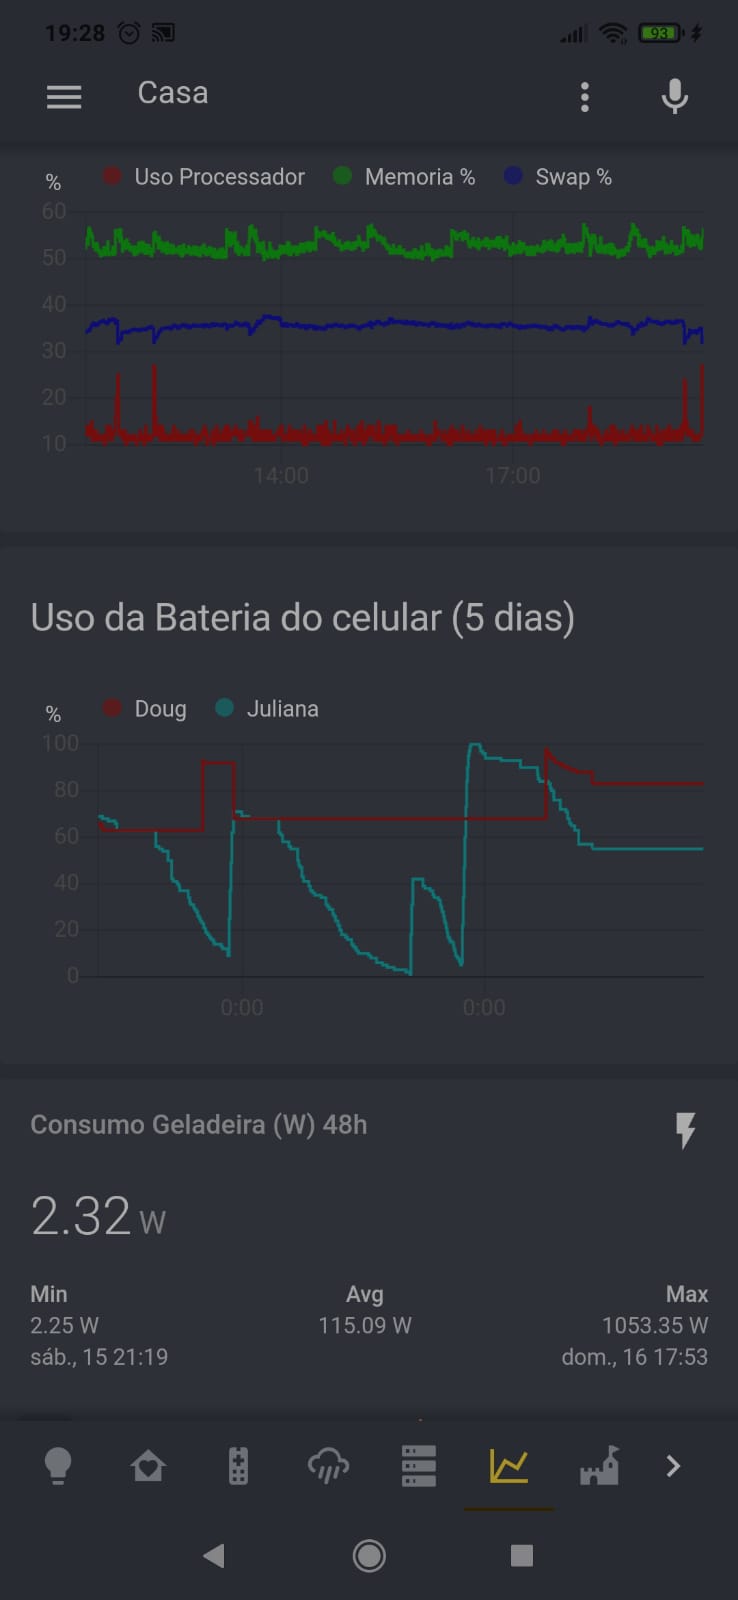 19:28 93
Casa
% Uso Processador Memoria % Swap %
60
50
40
30
20
10
14:00 17:00
Uso da Bateria do celular (5 dias)
% Doug Juliana
100
80
60
40
20
0
0:00 0:00
Consumo Geladeira (W) 48h
2.32 W
Min Avg Max
2.25 W 115.09 W 1053.35 W
sáb., 15 21:19 dom., 16 17:53